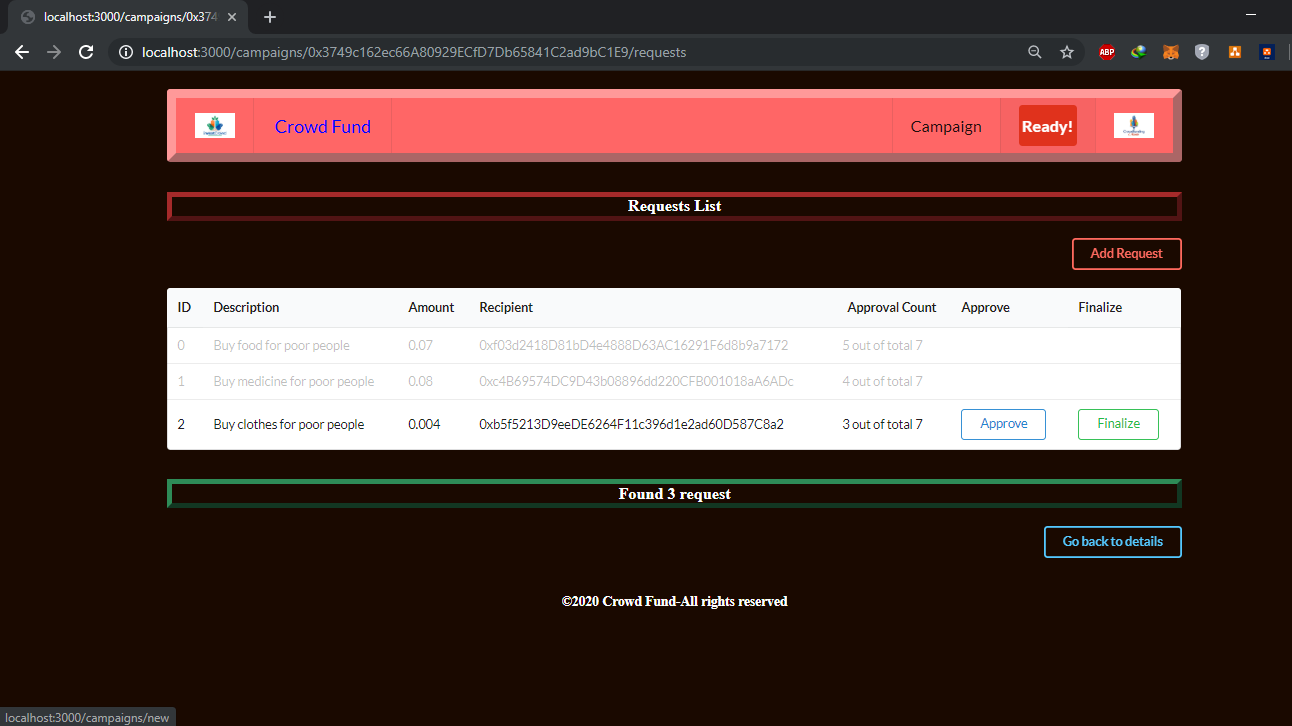 localhost:3000/campaigns/0x374
localhost:3000/campaigns/0x3749c162ec66A80929ECfD7Db65841C2ad9bC1E9/requests
ABP
Crowd Fund Campaign Ready!
Requests List
Add Request
ID Description Amount Recipient Approval Count Approve Finalize
0 Buy food for poor people 0.07 0xf03d2418D81bD4e4888D63AC16291F6d8b9a7172 5 out of total 7
1 Buy medicine for poor people 0.08 0xc4B69574DC9D43b08896dd220CFB001018aA6ADc 4 out of total 7
2 Buy clothes for poor people 0.004 0xb5f5213D9eeDE6264F11c396d1e2ad60D587C8a2 3 out of total 7 Approve Finalize
Found 3 request
Go back to details
©2020 Crowd Fund-All rights reserved
localhost:3000/campaigns/new